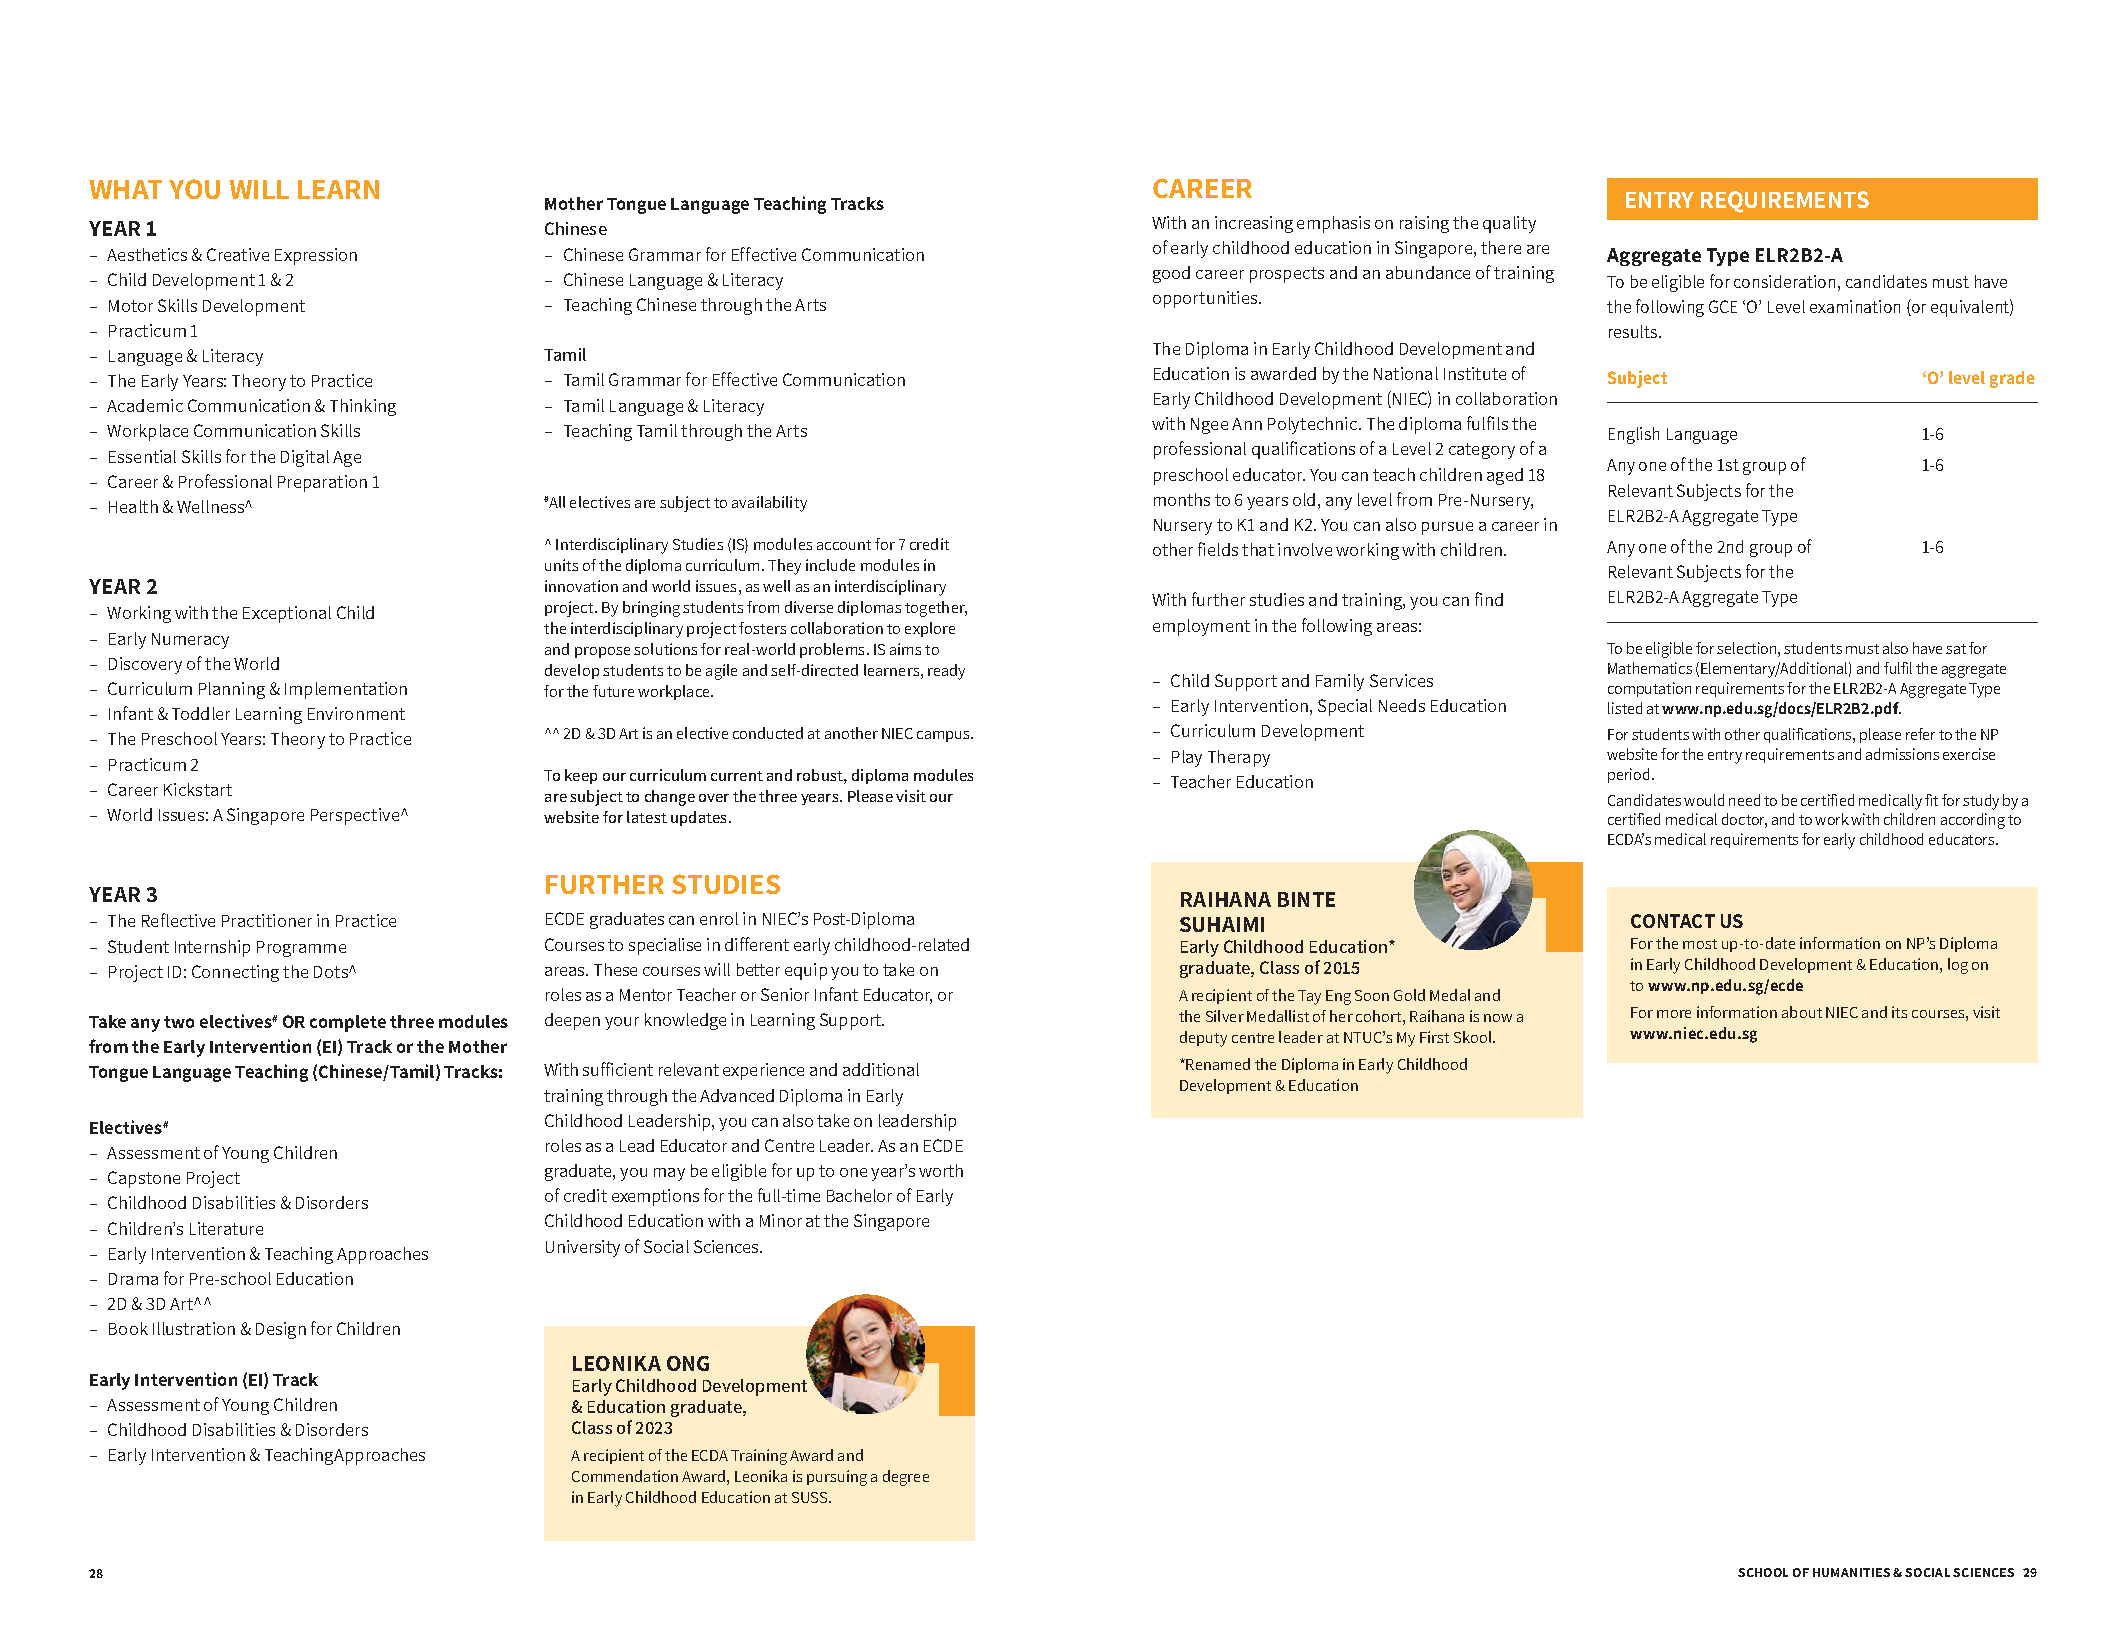 WHAT YOU WILL LEARN
YEAR 1
– Aesthetics & Creative Expression
– Child Development 1 & 2
– Motor Skills Development
– Practicum 1
– Language & Literacy
– The Early Years: Theory to Practice
– Academic Communication & Thinking
– Workplace Communication Skills
– Essential Skills for the Digital Age
– Career & Professional Preparation 1
– Health & Wellness^
YEAR 2
– Working with the Exceptional Child
– Early Numeracy
– Discovery of the World
– Curriculum Planning & Implementation
– Infant & Toddler Learning Environment
– The Preschool Years: Theory to Practice
– Practicum 2
– Career Kickstart
– World Issues: A Singapore Perspective^
YEAR 3
– The Reflective Practitioner in Practice
– Student Internship Programme
– Project ID: Connecting the Dots^
Take any two electives# OR complete three modules
from the Early Intervention (EI) Track or the Mother
Tongue Language Teaching (Chinese/Tamil) Tracks:
Electives#
– Assessment of Young Children
– Capstone Project
– Childhood Disabilities & Disorders
– Children’s Literature
– Early Intervention & Teaching Approaches
– Drama for Pre-school Education
– 2D & 3D Art^^
– Book Illustration & Design for Children
Early Intervention (EI) Track
– Assessment of Young Children
– Childhood Disabilities & Disorders
– Early Intervention & TeachingApproaches
Mother Tongue Language Teaching Tracks
Chinese
– Chinese Grammar for Effective Communication
– Chinese Language & Literacy
– Teaching Chinese through the Arts
Tamil
– Tamil Grammar for Effective Communication
– Tamil Language & Literacy
– Teaching Tamil through the Arts
#All electives are subject to availability
^ Interdisciplinary Studies (IS) modules account for 7 credit
units of the diploma curriculum. They include modules in
innovation and world issues, as well as an interdisciplinary
project. By bringing students from diverse diplomas together,
the interdisciplinary project fosters collaboration to explore
and propose solutions for real-world problems. IS aims to
develop students to be agile and self-directed learners, ready
for the future workplace.
^^ 2D & 3D Art is an elective conducted at another NIEC campus.
To keep our curriculum current and robust, diploma modules
are subject to change over the three years. Please visit our
website for latest updates.
FURTHER STUDIES
ECDE graduates can enrol in NIEC’s Post-Diploma
Courses to specialise in different early childhood-related
areas. These courses will better equip you to take on
roles as a Mentor Teacher or Senior Infant Educator, or
deepen your knowledge in Learning Support.
With sufficient relevant experience and additional
training through the Advanced Diploma in Early
Childhood Leadership, you can also take on leadership
roles as a Lead Educator and Centre Leader. As an ECDE
graduate, you may be eligible for up to one year’s worth
of credit exemptions for the full-time Bachelor of Early
Childhood Education with a Minor at the Singapore
University of Social Sciences.
LEONIKA ONG
Early Childhood Development
& Education graduate,
Class of 2023
A recipient of the ECDA Training Award and
Commendation Award, Leonika is pursuing a degree
in Early Childhood Education at SUSS.
28
CAREER
With an increasing emphasis on raising the quality
of early childhood education in Singapore, there are
good career prospects and an abundance of training
opportunities.
The Diploma in Early Childhood Development and
Education is awarded by the National Institute of
Early Childhood Development (NIEC) in collaboration
with Ngee Ann Polytechnic. The diploma fulfils the
professional qualifications of a Level 2 category of a
preschool educator. You can teach children aged 18
months to 6 years old, any level from Pre-Nursery,
Nursery to K1 and K2. You can also pursue a career in
other fields that involve working with children.
With further studies and training, you can find
employment in the following areas:
– Child Support and Family Services
– Early Intervention, Special Needs Education
– Curriculum Development
– Play Therapy
– Teacher Education
RAIHANA BINTE
SUHAIMI
Early Childhood Education*
graduate, Class of 2015
A recipient of the Tay Eng Soon Gold Medal and
the Silver Medallist of her cohort, Raihana is now a
deputy centre leader at NTUC’s My First Skool.
*Renamed the Diploma in Early Childhood
Development & Education
ENTRY REQUIREMENTS
Aggregate Type ELR2B2-A
To be eligible for consideration, candidates must have
the following GCE ‘O’ Level examination (or equivalent)
results.
Subject ‘O’ level grade
English Language 1-6
Any one of the 1st group of 1-6
Relevant Subjects for the
ELR2B2-A Aggregate Type
Any one of the 2nd group of 1-6
Relevant Subjects for the
ELR2B2-A Aggregate Type
To be eligible for selection, students must also have sat for
Mathematics (Elementary/Additional) and fulfil the aggregate
computation requirements for the ELR2B2-A Aggregate Type
listed at www.np.edu.sg/docs/ELR2B2.pdf.
For students with other qualifications, please refer to the NP
website for the entry requirements and admissions exercise
period.
Candidates would need to be certified medically fit for study by a
certified medical doctor, and to work with children according to
ECDA’s medical requirements for early childhood educators.
CONTACT US
For the most up-to-date information on NP’s Diploma
in Early Childhood Development & Education, log on
to www.np.edu.sg/ecde
For more information about NIEC and its courses, visit
www.niec.edu.sg
SCHOOL OF HUMANITIES & SOCIAL SCIENCES 29